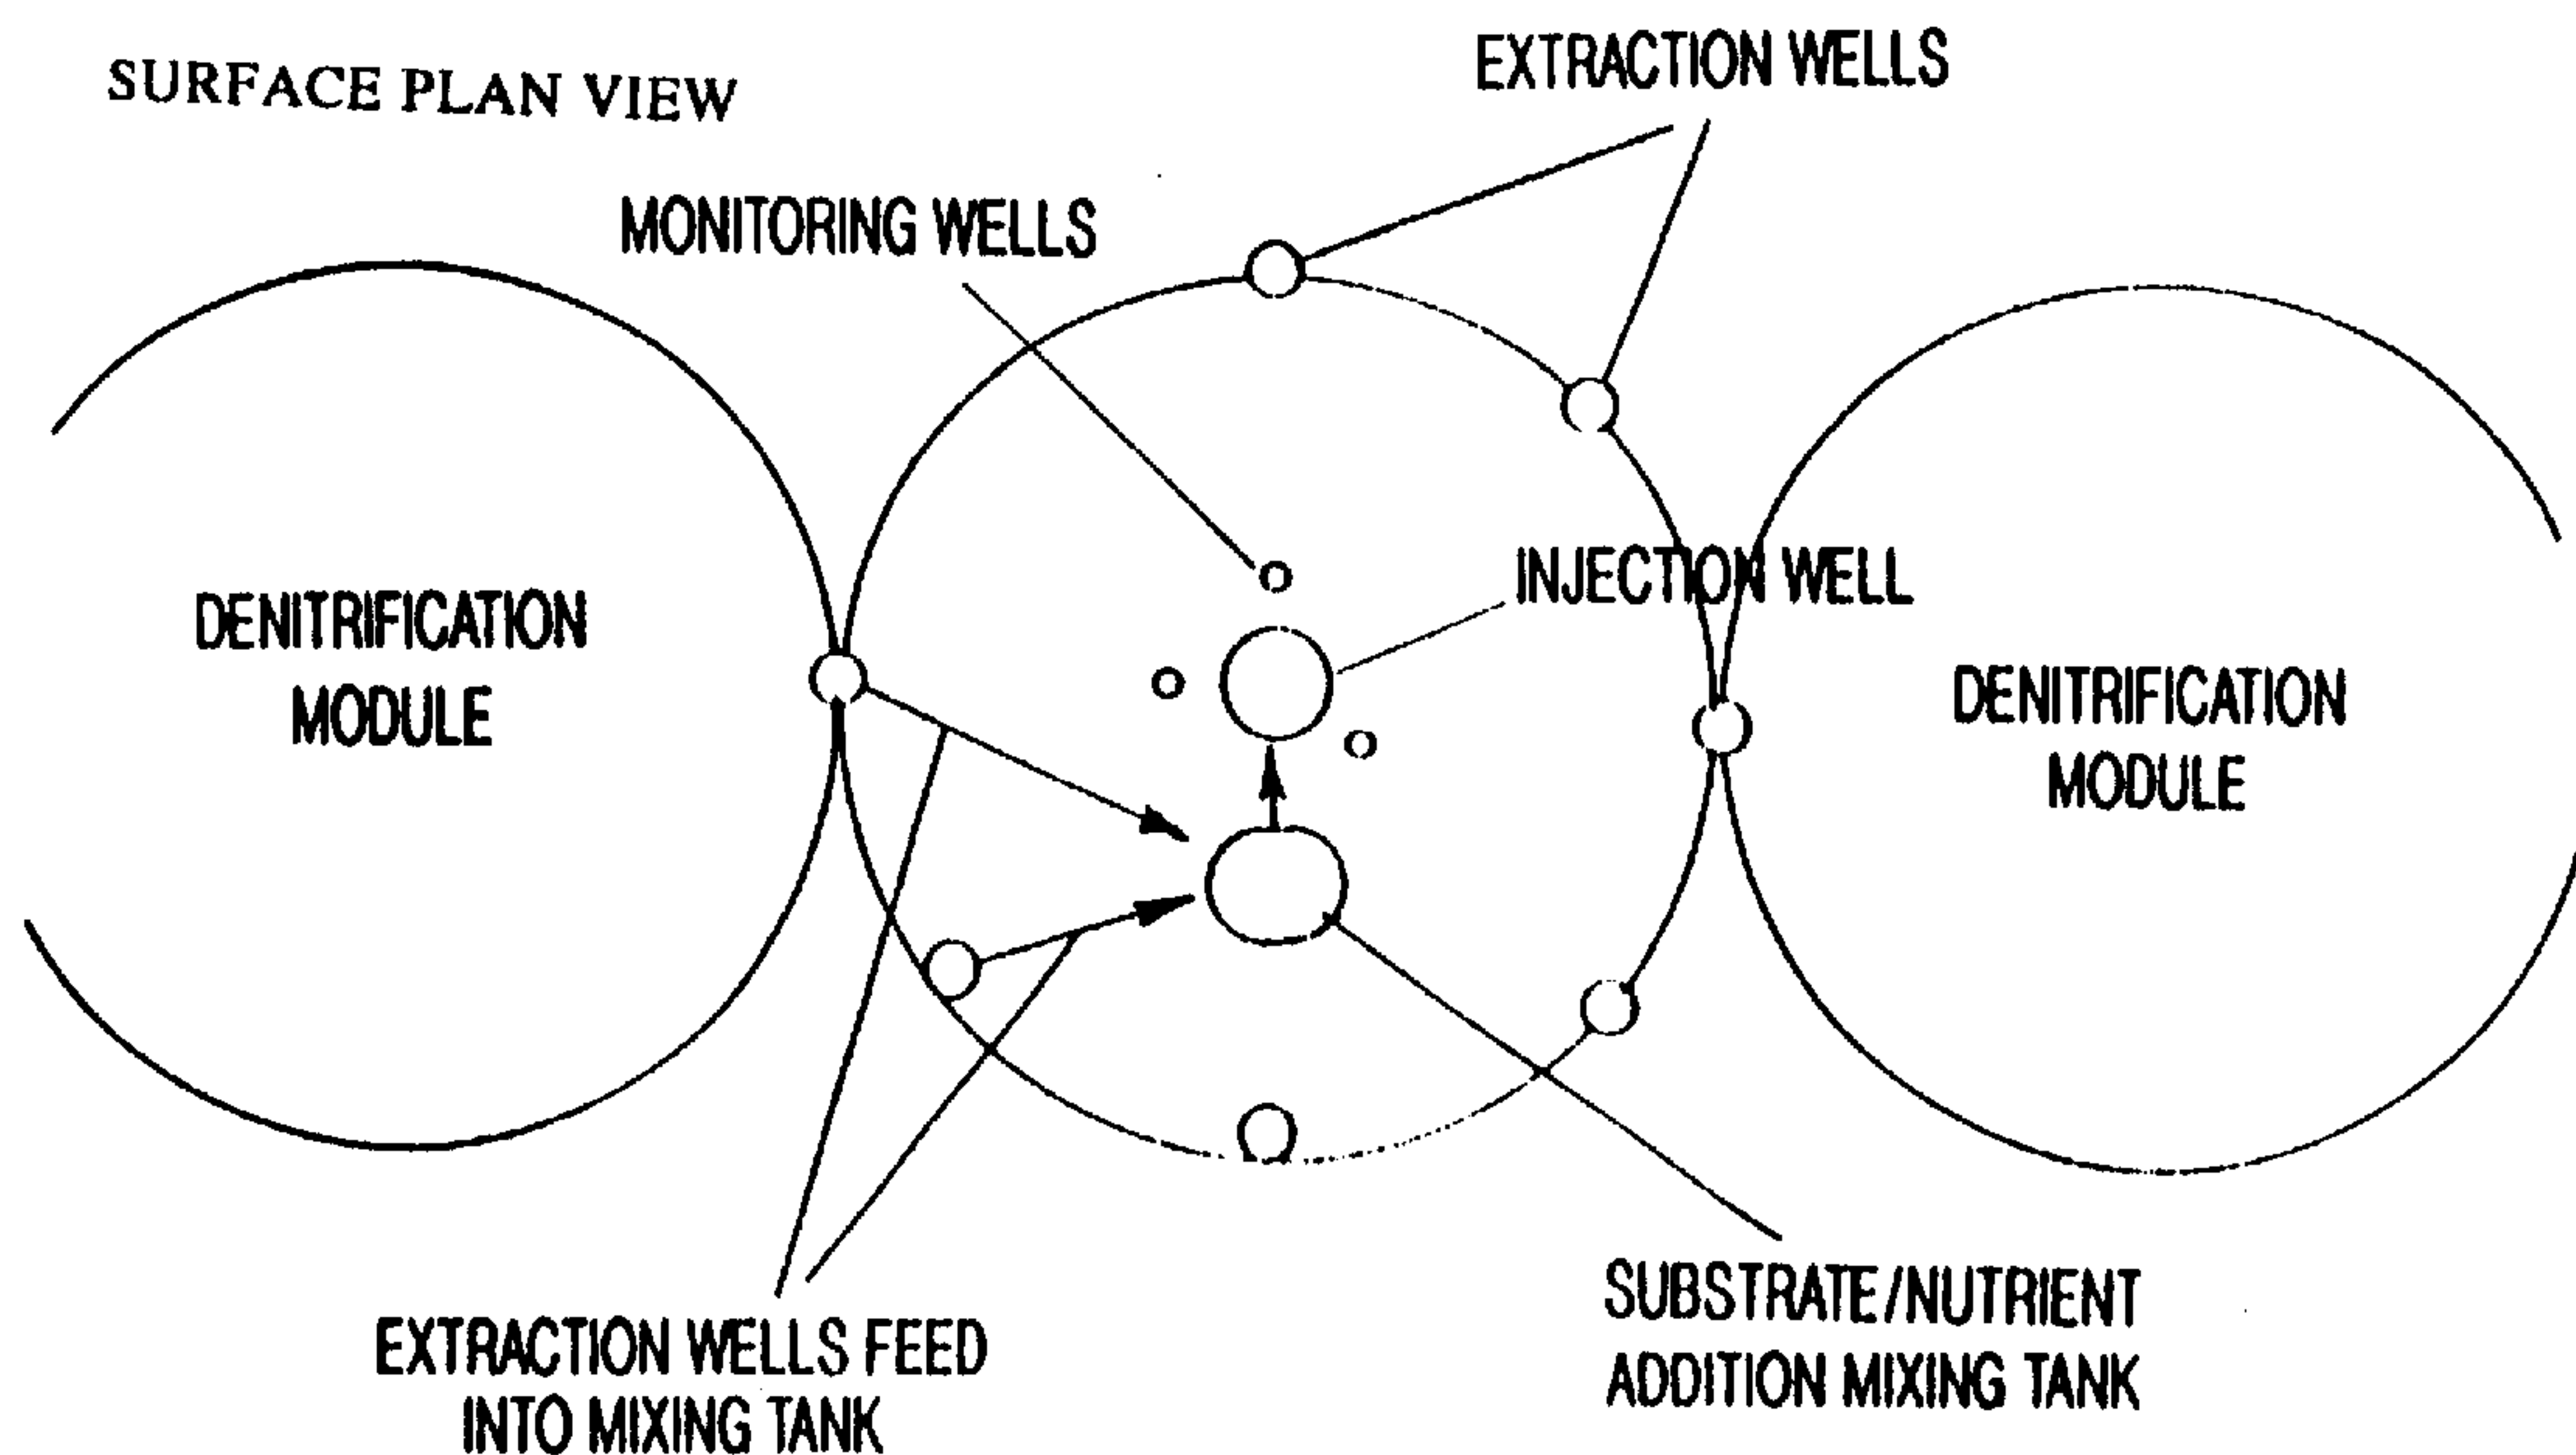 SURFACE PLAN VIEW
EXTRACTION WELLS
MONITORING WELLS
INJECTION WELL
DENITRIFICATION
MODULE
DENITRIFICATION
MODULE
EXTRACTION WELLS FEED
INTO MIXING TANK
SUBSTRATE/NUTRIENT
ADDITION MIXING TANK